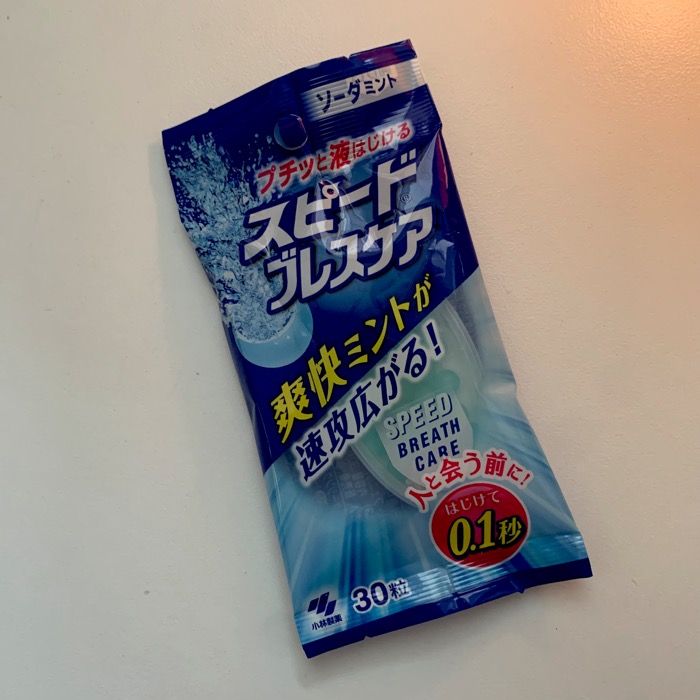 ソーダミント
プチッと液はじける
スピード
ブレスケア
爽快ミントが
速攻広がる!
SPEED
BREATH
CARE
人と会う前に!
はじけて
0.1秒
30粒
小林製薬